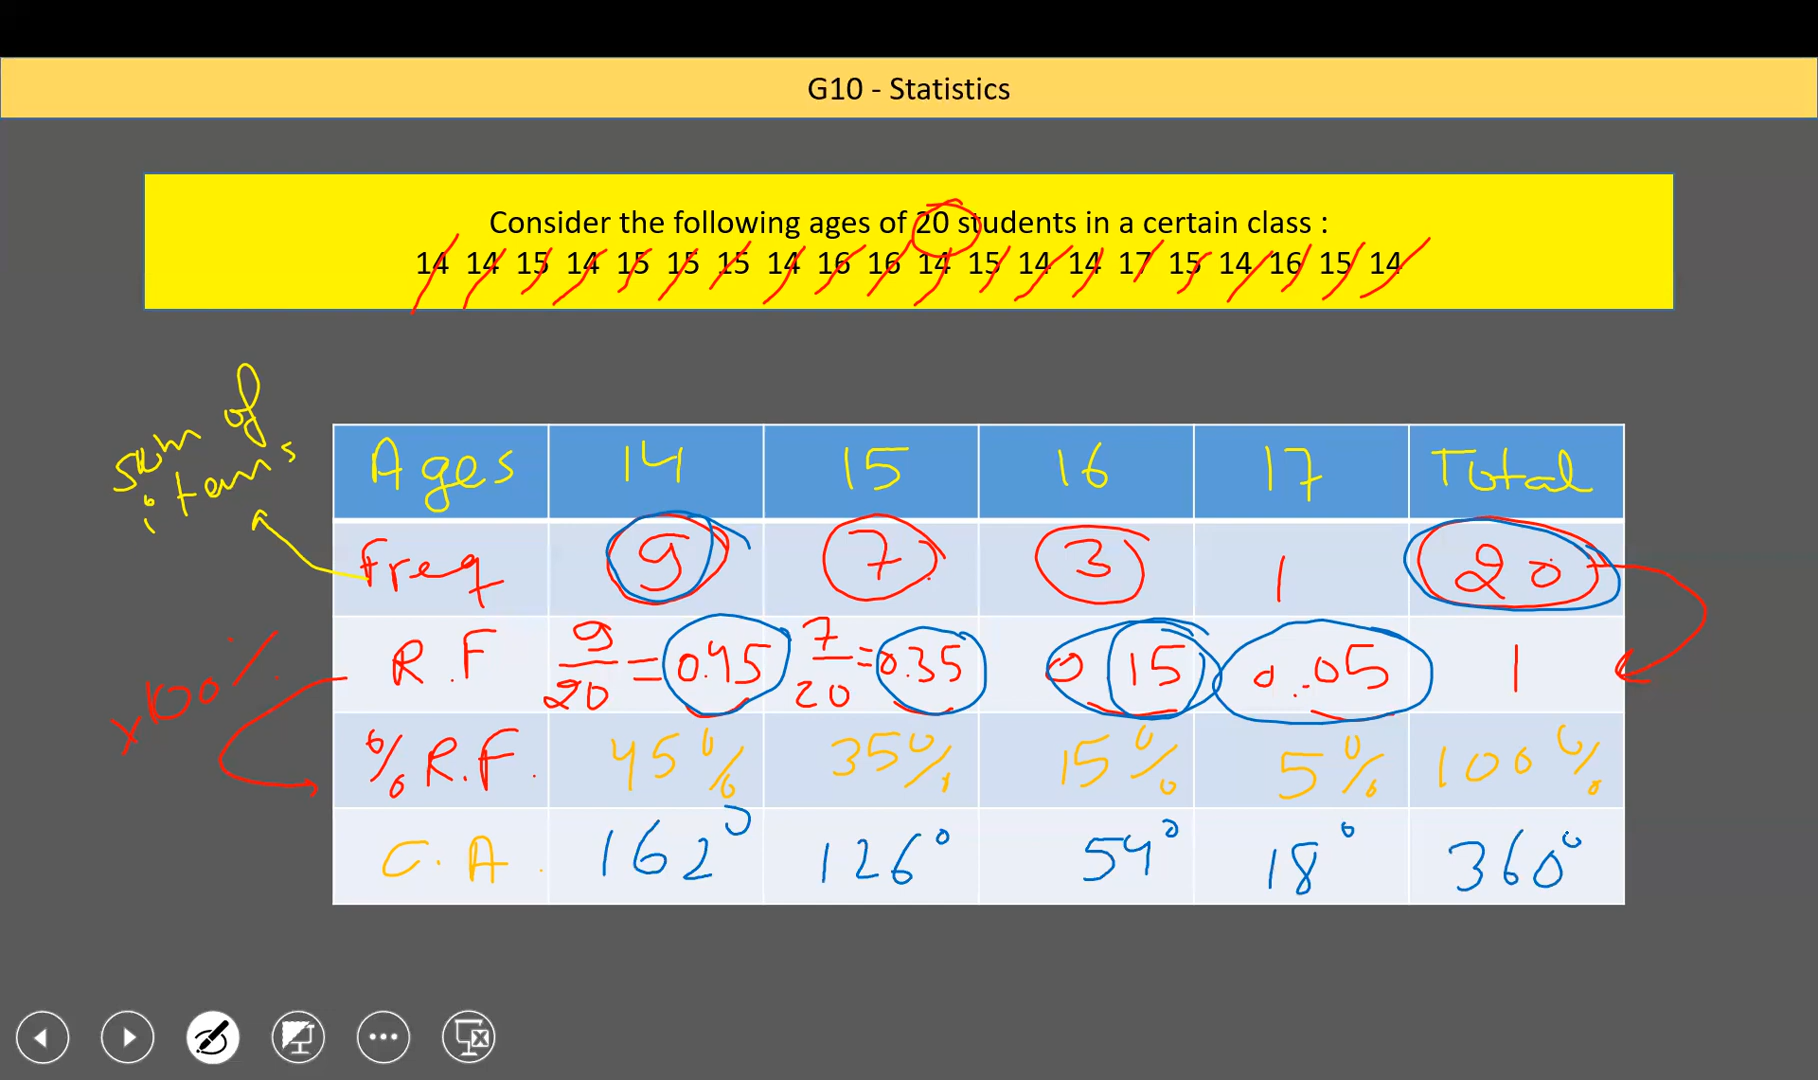 G10 - Statistics
Consider the following ages of 20 students in a certain class :
14 14 15 14 15 15 15 14 16 16 14 15 14 14 17 15 14 16 15 14
sum of
items
Ages 14 15 16 17 Total
freq 9 7 3 1 20
R.F 9/20 = 0.45 7/20 = 0.35 0.15 0.05 1
x100%
% R.F. 45% 35% 15% 5% 100%
C.A. 162° 126° 54° 18° 360°